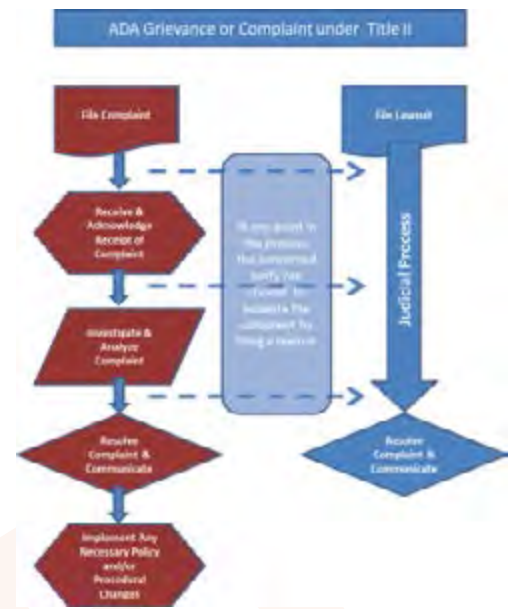 ADA Grievance or Complaint under Title II
File Complaint
File Lawsuit
Receive &
Acknowledge
Receipt of
Complaint
At any point in
the process
the
party has
to
the
complaint by
filing a lawsuit
Judicial Process
Investigate &
Analyze
Complaint
Resolve
Complaint &
Communicate
Resolve
Complaint &
Communicate
Implement Any
Necessary Policy
and/or
Procedural
Changes